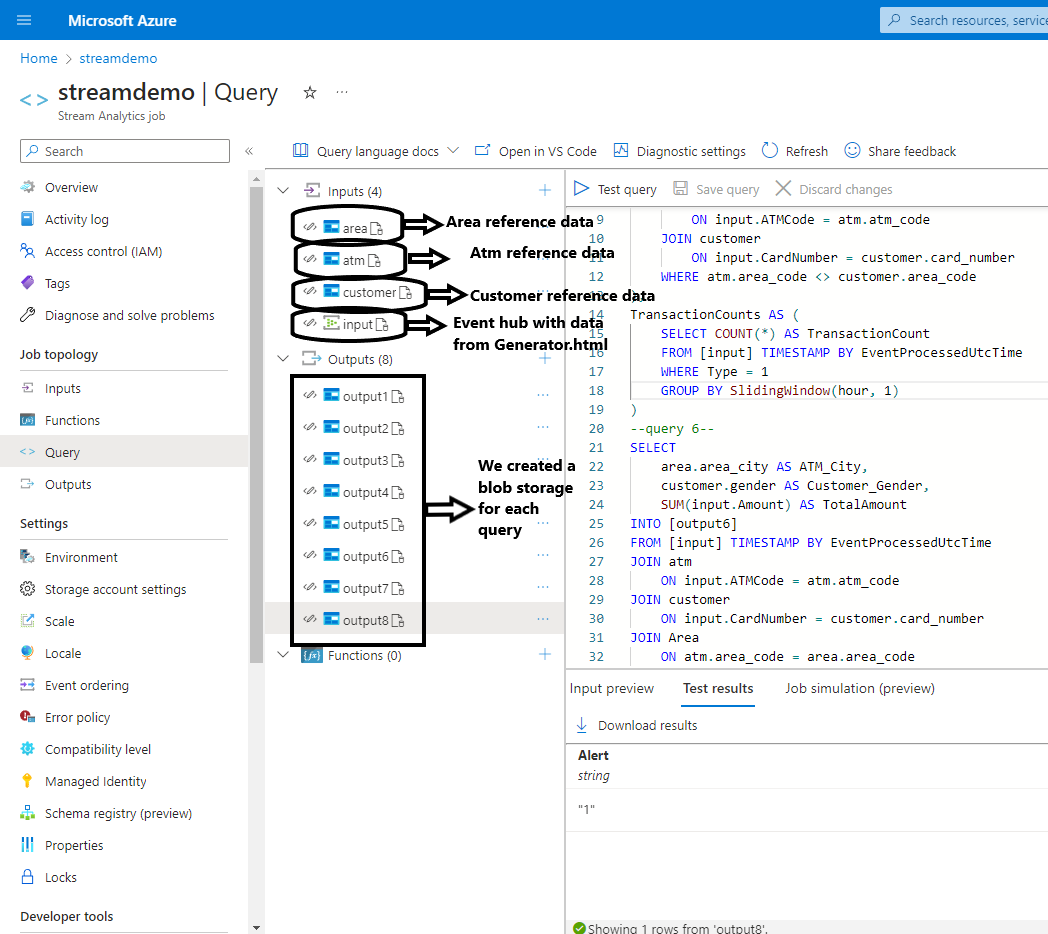 Microsoft Azure
Search resources, service
Home > streamdemo
streamdemo | Query
Stream Analytics job
Search
Overview
Activity log
Access control (IAM)
Tags
Diagnose and solve problems
Job topology
Inputs
Functions
Query
Outputs
Settings
Environment
Storage account settings
Scale
Locale
Event ordering
Error policy
Compatibility level
Managed Identity
Schema registry (preview)
Properties
Locks
Developer tools
Query language docs
Open in VS Code
Diagnostic settings
Refresh
Share feedback
Inputs (4)
area
Area reference data
atm
Atm reference data
customer
Customer reference data
input
Event hub with data
from Generator.html
Outputs (8)
output1
output2
output3
output4
output5
output6
output7
output8
We created a
blob storage
for each
query
Functions (0)
Test query
Save query
Discard changes
9 ON input.ATMCode = atm.atm_code
10 JOIN customer
11 ON input.CardNumber = customer.card_number
12 WHERE atm.area_code <> customer.area_code
13
14 TransactionCounts AS (
15 SELECT COUNT(*) AS TransactionCount
16 FROM [input] TIMESTAMP BY EventProcessedUtcTime
17 WHERE Type = 1
18 GROUP BY SlidingWindow(hour, 1)
19 )
20 --query 6--
21 SELECT
22 area.area_city AS ATM_City,
23 customer.gender AS Customer_Gender,
24 SUM(input.Amount) AS TotalAmount
25 INTO [output6]
26 FROM [input] TIMESTAMP BY EventProcessedUtcTime
27 JOIN atm
28 ON input.ATMCode = atm.atm_code
29 JOIN customer
30 ON input.CardNumber = customer.card_number
31 JOIN Area
32 ON atm.area_code = area.area_code
Input preview
Test results
Job simulation (preview)
Download results
Alert
string
"1"
Showing 1 rows from 'output8'.